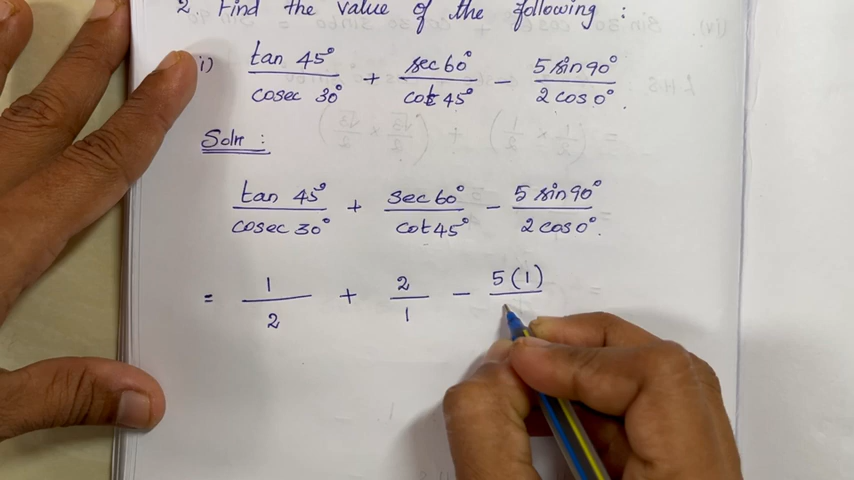 2. Find the value of the following :
i) tan 45° / cosec 30° + sec 60° / cot 45° - 5 sin 90° / 2 cos 0°.
Soln :
tan 45° / cosec 30° + sec 60° / cot 45° - 5 sin 90° / 2 cos 0°.
= 1 / 2 + 2 / 1 - 5 (1)